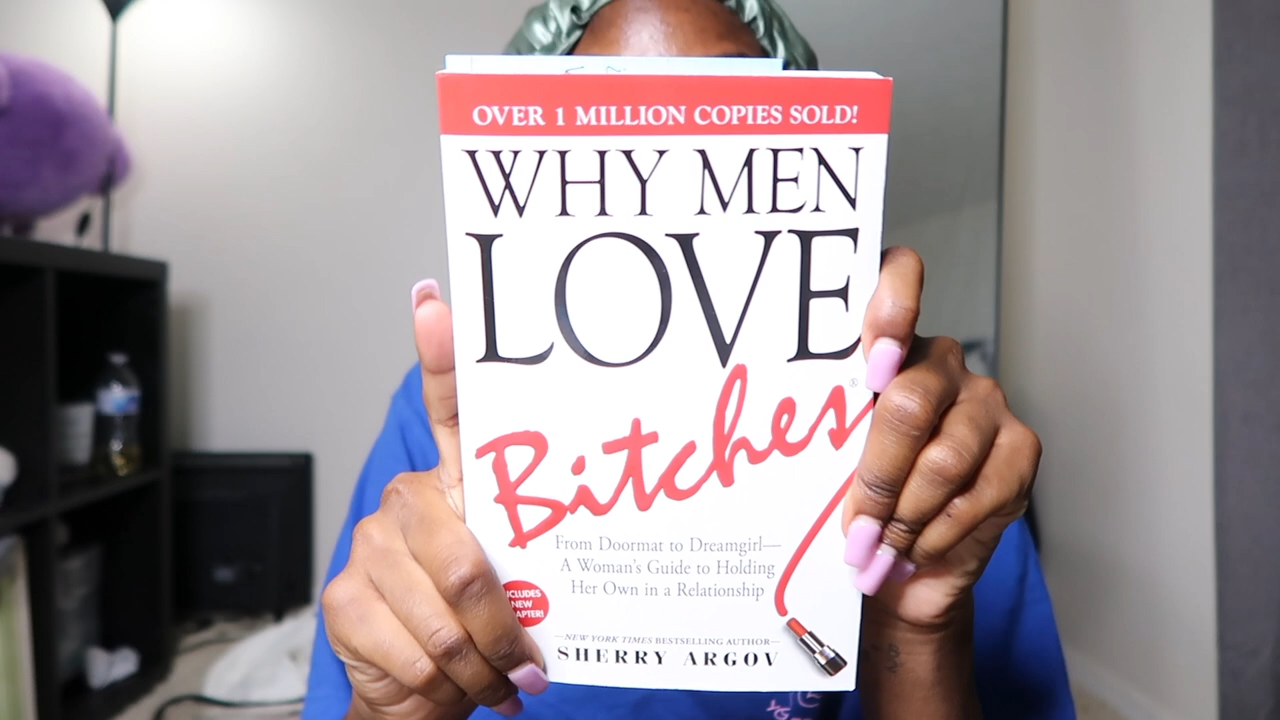 OVER 1 MILLION COPIES SOLD!
WHY MEN
LOVE
Bitches®
From Doormat to Dreamgirl—
A Woman's Guide to Holding
Her Own in a Relationship
NEW
—NEW YORK TIMES BESTSELLING AUTHOR—
SHERRY ARGOV